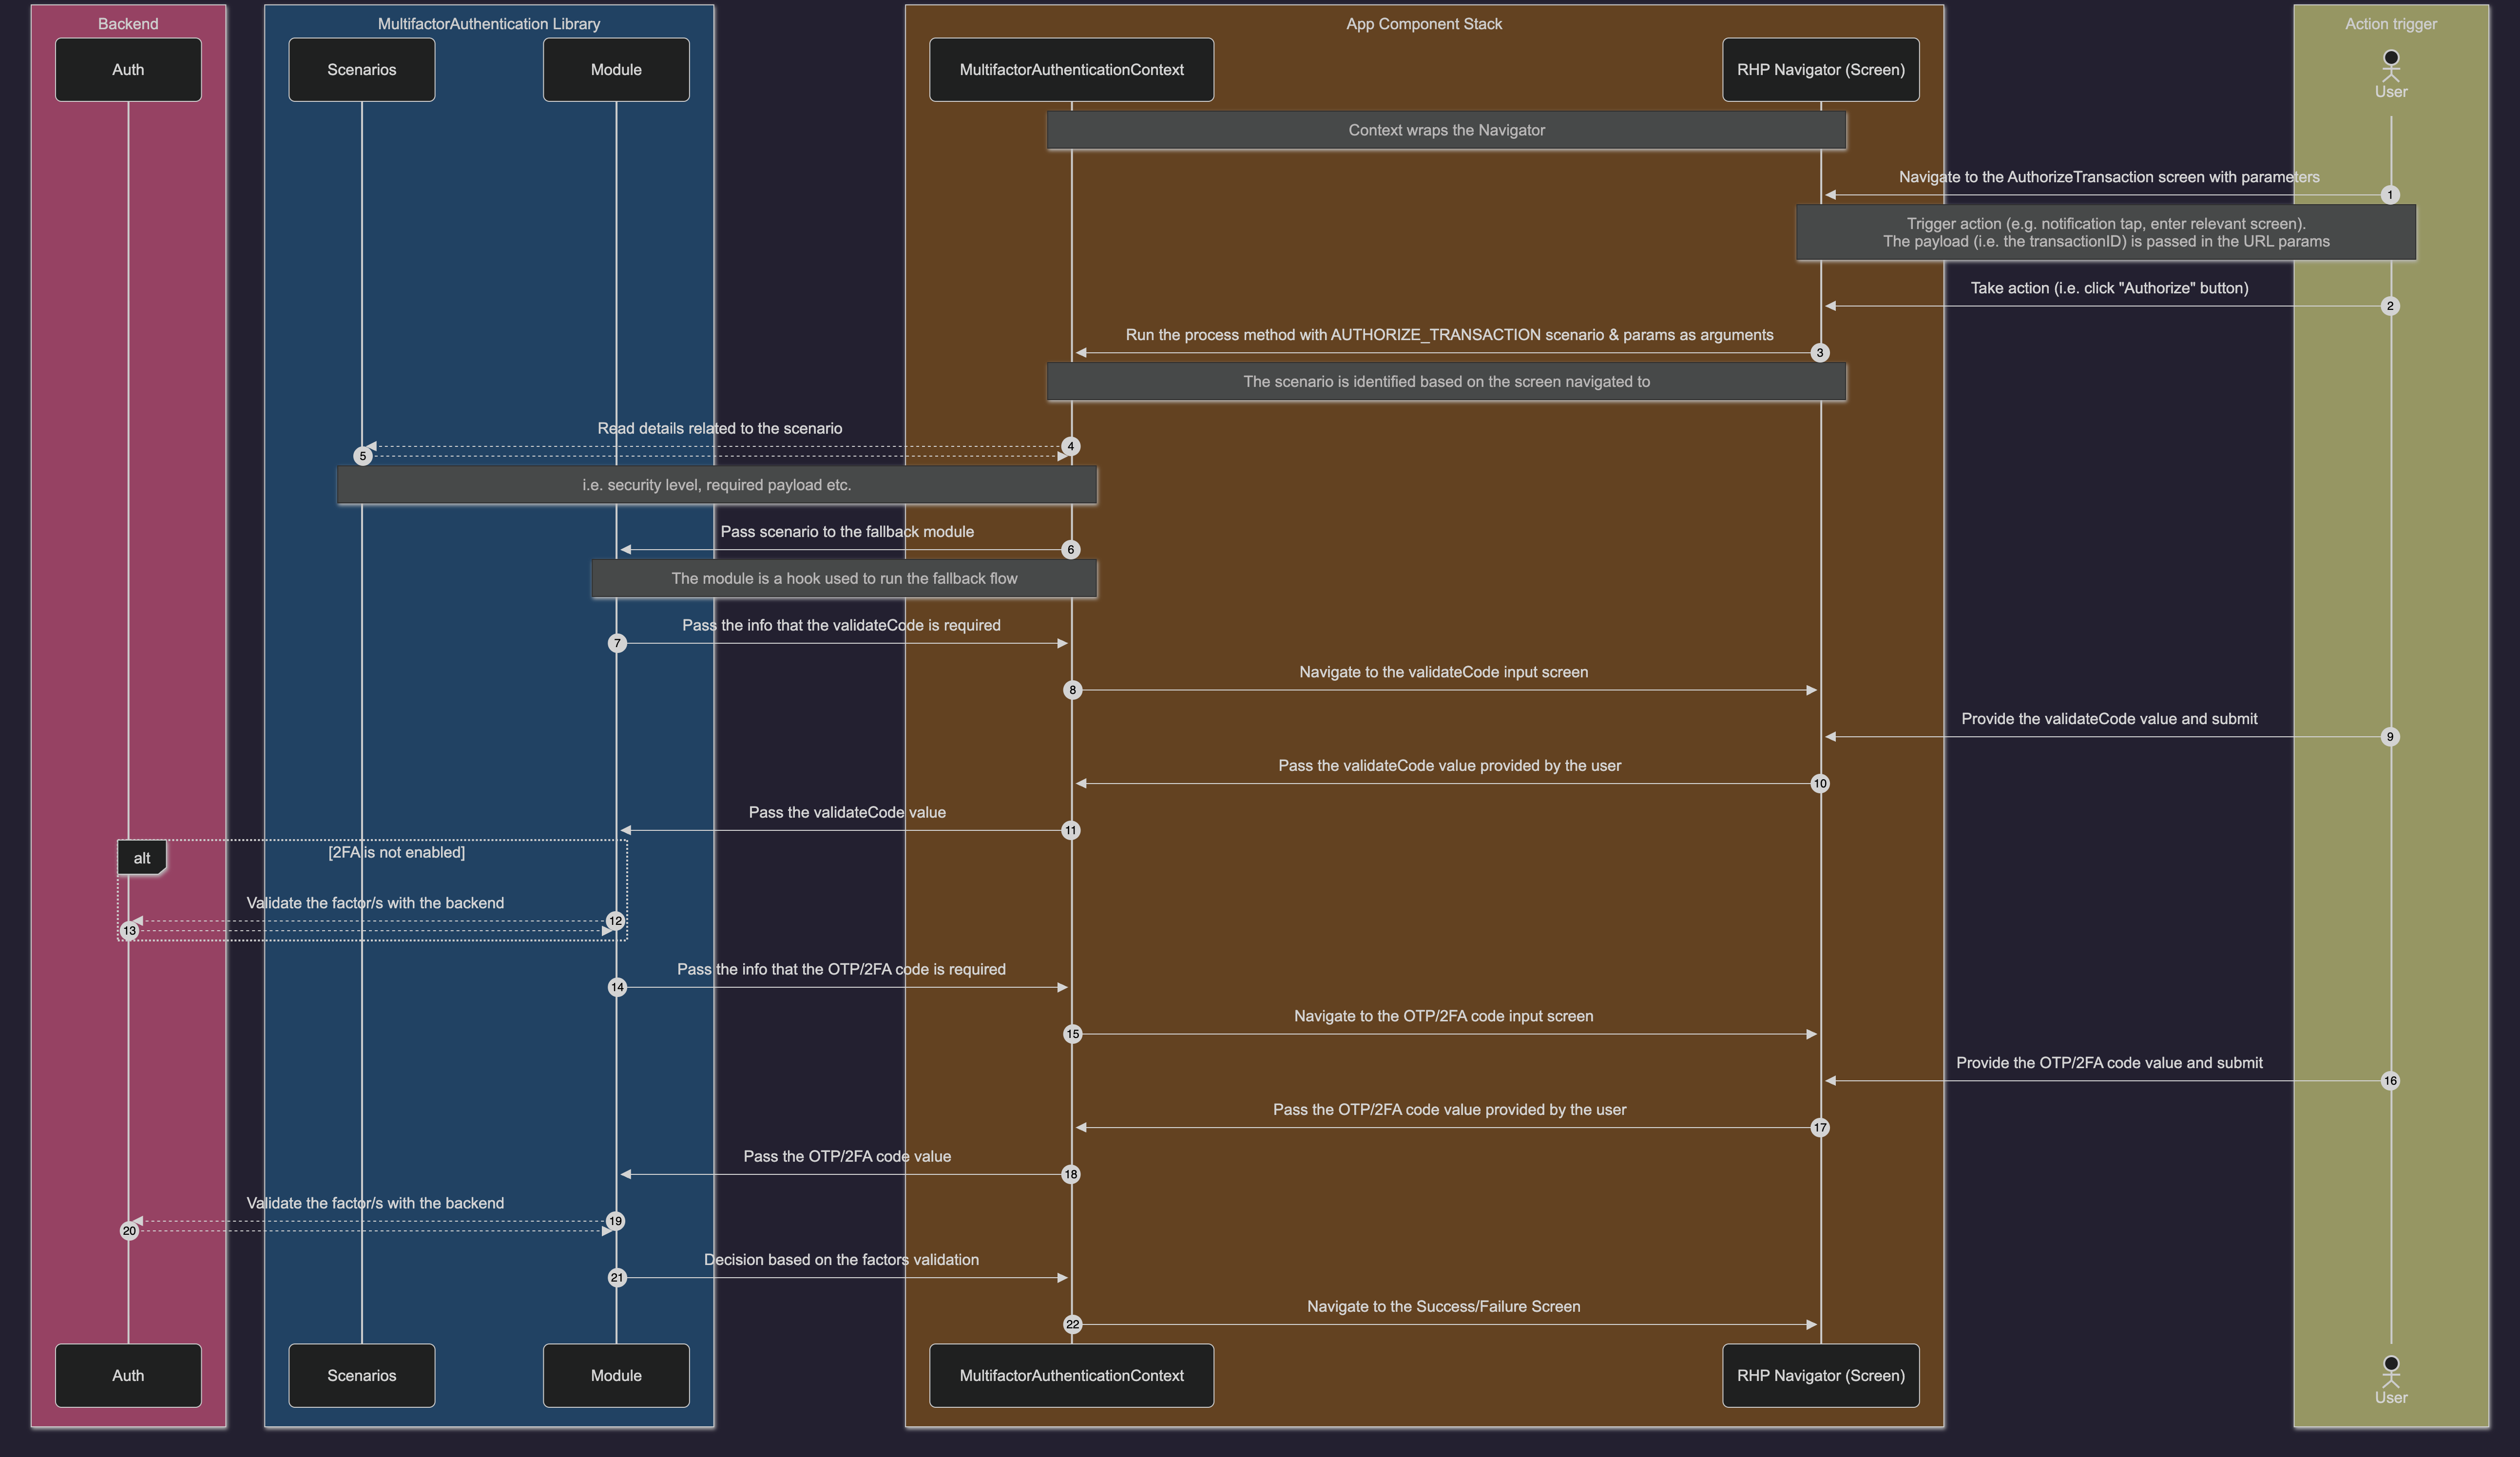 Backend
MultifactorAuthentication Library
App Component Stack
Action trigger
Auth
Scenarios
Module
MultifactorAuthenticationContext
RHP Navigator (Screen)
User
Context wraps the Navigator
Navigate to the AuthorizeTransaction screen with parameters
1
Trigger action (e.g. notification tap, enter relevant screen).
The payload (i.e. the transactionID) is passed in the URL params
Take action (i.e. click "Authorize" button)
2
Run the process method with AUTHORIZE_TRANSACTION scenario & params as arguments
3
The scenario is identified based on the screen navigated to
Read details related to the scenario
4
5
i.e. security level, required payload etc.
Pass scenario to the fallback module
6
The module is a hook used to run the fallback flow
Pass the info that the validateCode is required
7
Navigate to the validateCode input screen
8
Provide the validateCode value and submit
9
Pass the validateCode value provided by the user
10
Pass the validateCode value
11
alt
[2FA is not enabled]
Validate the factor/s with the backend
12
13
Pass the info that the OTP/2FA code is required
14
Navigate to the OTP/2FA code input screen
15
Provide the OTP/2FA code value and submit
16
Pass the OTP/2FA code value provided by the user
17
Pass the OTP/2FA code value
18
Validate the factor/s with the backend
19
20
Decision based on the factors validation
21
Navigate to the Success/Failure Screen
22
Auth
Scenarios
Module
MultifactorAuthenticationContext
RHP Navigator (Screen)
User